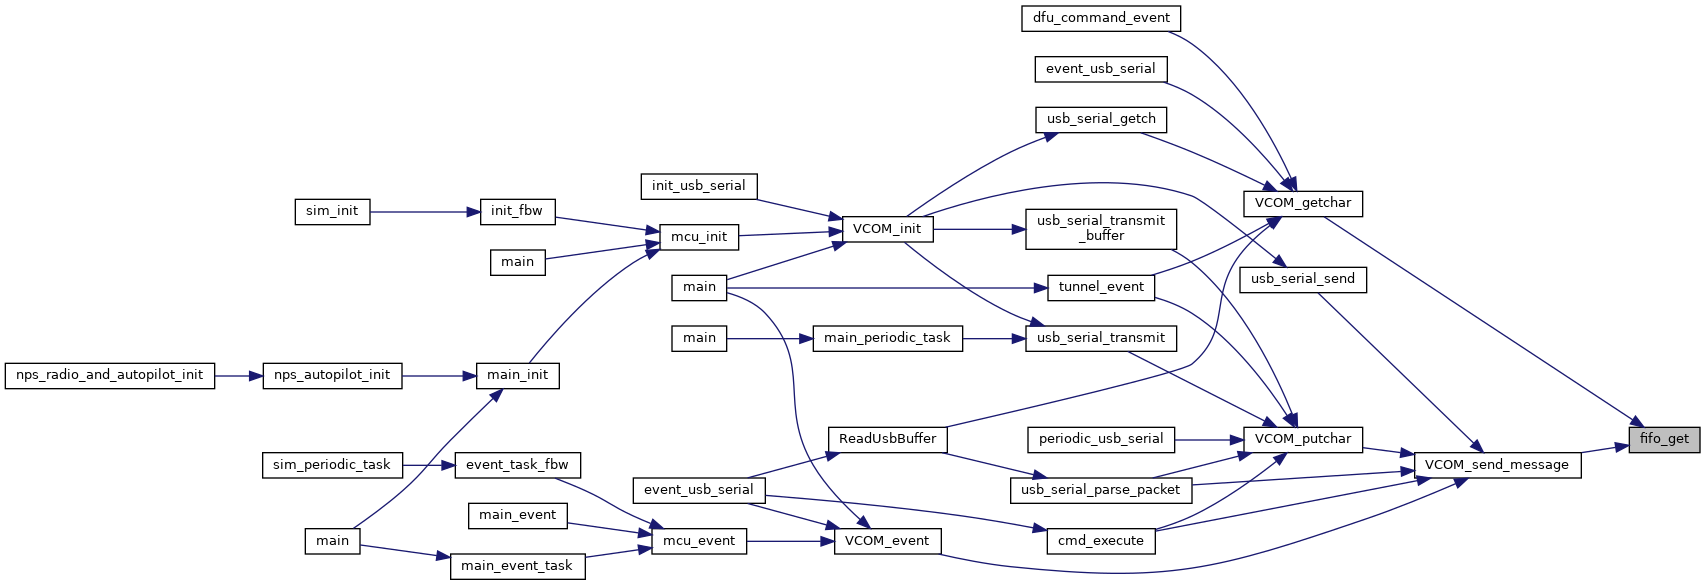 dfu_command_event
event_usb_serial
usb_serial_getch
init_usb_serial
VCOM_getchar
sim_init
init_fbw
usb_serial_transmit
_buffer
VCOM_init
mcu_init
main
usb_serial_send
main
tunnel_event
main
main_periodic_task
usb_serial_transmit
nps_radio_and_autopilot_init
nps_autopilot_init
main_init
ReadUsbBuffer
periodic_usb_serial
VCOM_putchar
fifo_get
sim_periodic_task
event_task_fbw
VCOM_send_message
event_usb_serial
usb_serial_parse_packet
main_event
main
mcu_event
VCOM_event
cmd_execute
main_event_task